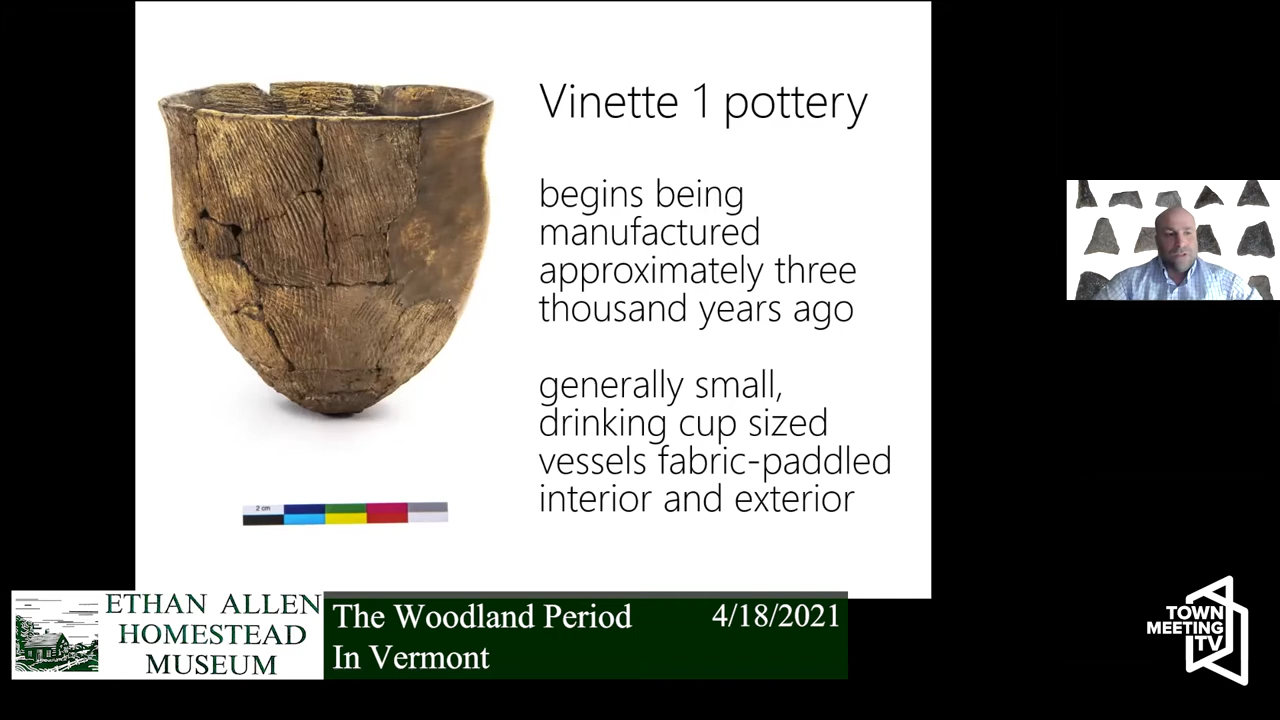 Vinette 1 pottery
begins being
manufactured
approximately three
thousand years ago
generally small,
drinking cup sized
vessels fabric-paddled
interior and exterior
2 cm
ETHAN ALLEN
HOMESTEAD
MUSEUM
The Woodland Period
In Vermont
4/18/2021
TOWN
MEETING
TV